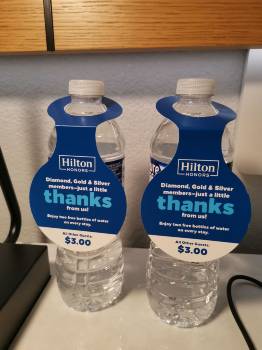 Hilton
HONORS
Diamond, Gold & Silver
members—just a little
thanks
from us!
Enjoy two free bottles of water
on every stay.
All Other Guests:
$3.00
Hilton
HONORS
Diamond, Gold & Silver
members—just a little
thanks
from us!
Enjoy two free bottles of water
on every stay.
All Other Guests:
$3.00